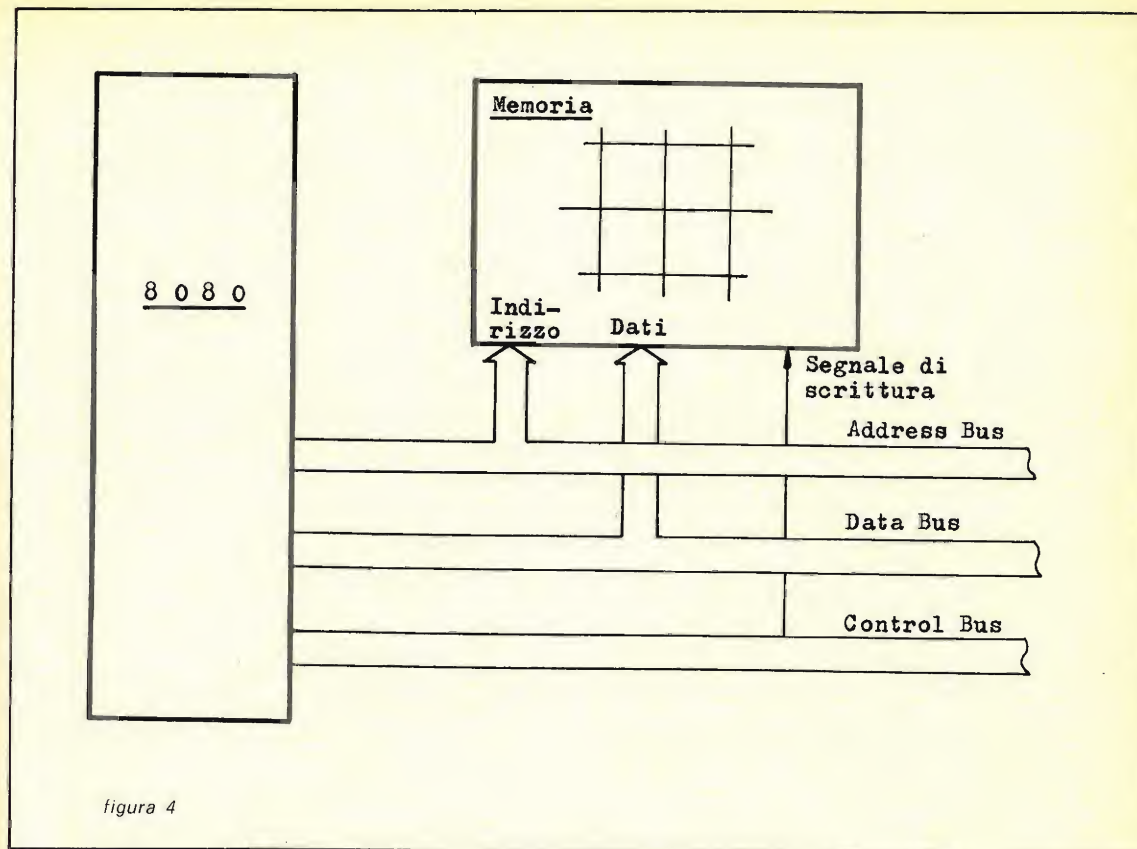 8 0 8 0
Memoria
Indi-
rizzo
Dati
Segnale di
scrittura
Address Bus
Data Bus
Control Bus
figura 4